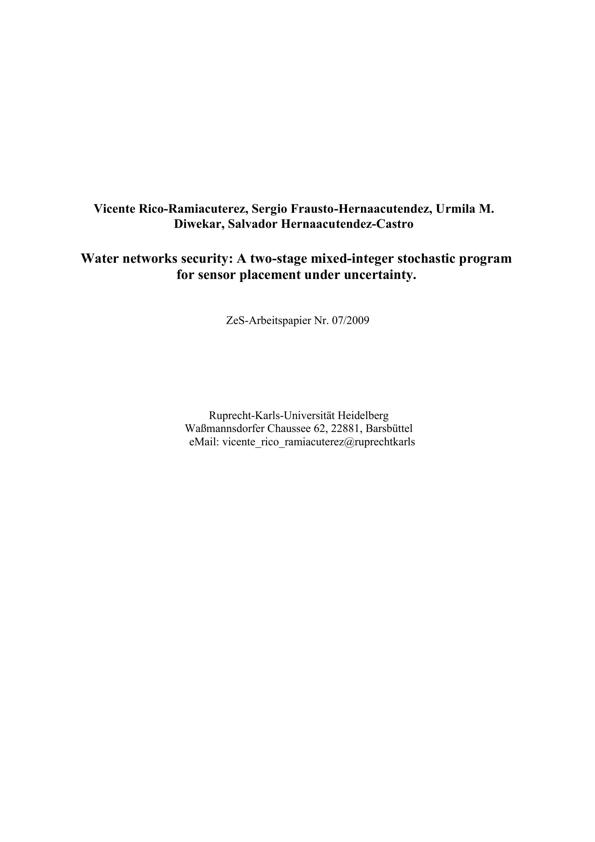 Vicente Rico-Ramiacuterez, Sergio Frausto-Hernaacutendez, Urmila M.
Diwekar, Salvador Hernaacutendez-Castro
Water networks security: A two-stage mixed-integer stochastic program
for sensor placement under uncertainty.
ZeS-Arbeitspapier Nr. 07/2009
Ruprecht-Karls-Universität Heidelberg
Waßmannsdorfer Chaussee 62, 22881, Barsbüttel
eMail: vicente_rico_ramiacuterez@ruprechtkarls